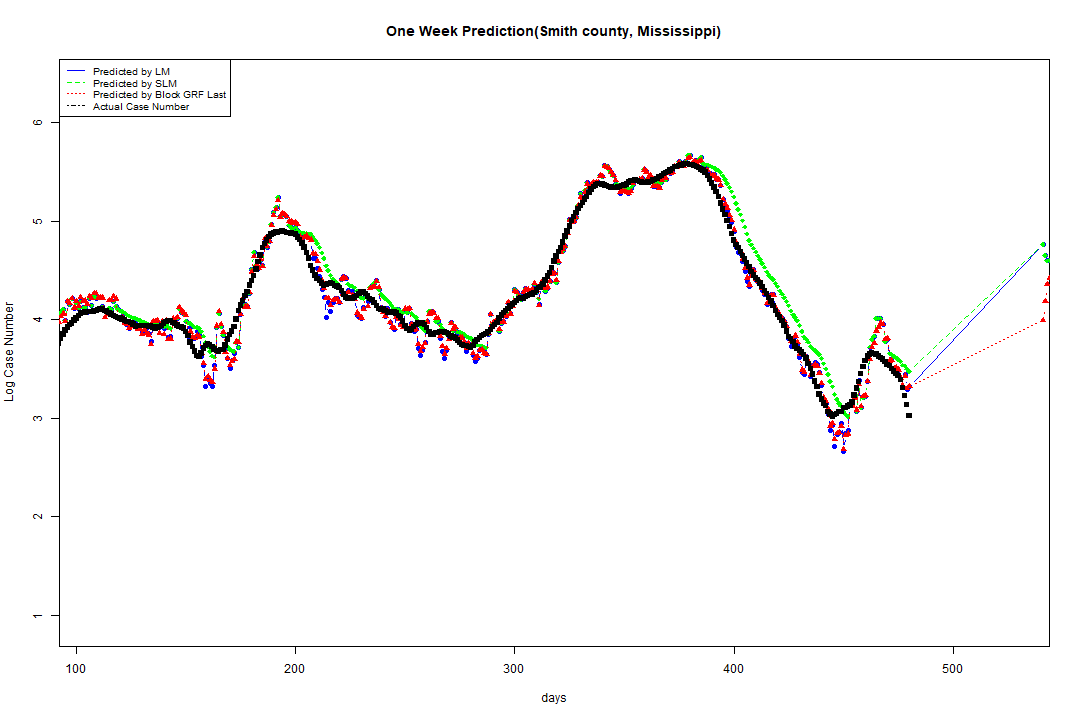 One Week Prediction(Smith county, Mississippi)
Predicted by LM
Predicted by SLM
Predicted by Block GRF Last
Actual Case Number
Log Case Number
6
5
4
3
2
1
100 200 300 400 500
days